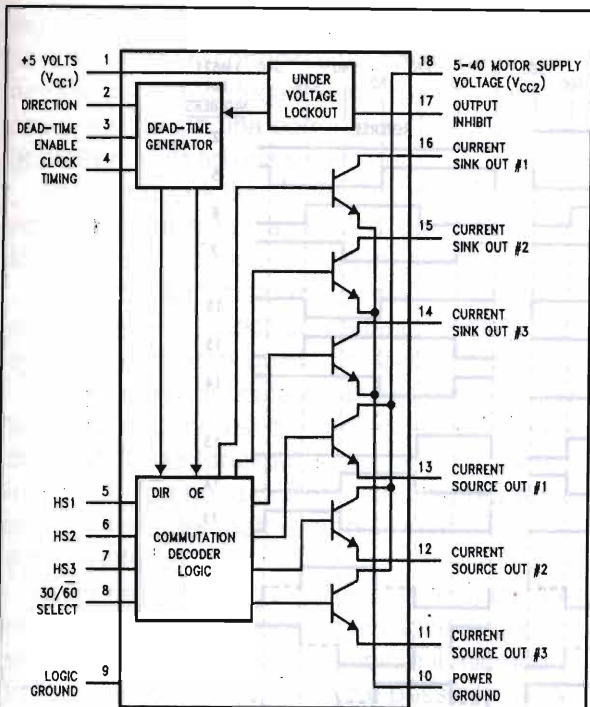 +5 VOLTS
(VCC1)
1
DIRECTION
2
DEAD-TIME
ENABLE
3
CLOCK
TIMING
4
DEAD-TIME
GENERATOR
UNDER
VOLTAGE
LOCKOUT
18
5-40 MOTOR SUPPLY
VOLTAGE (VCC2)
17
OUTPUT
INHIBIT
16
CURRENT
SINK OUT #1
15
CURRENT
SINK OUT #2
14
CURRENT
SINK OUT #3
DIR OE
COMMUTATION
DECODER
LOGIC
HS1
5
HS2
6
HS3
7
30/60
SELECT
8
13
CURRENT
SOURCE OUT #1
12
CURRENT
SOURCE OUT #2
11
CURRENT
SOURCE OUT #3
LOGIC
GROUND
9
10
POWER
GROUND